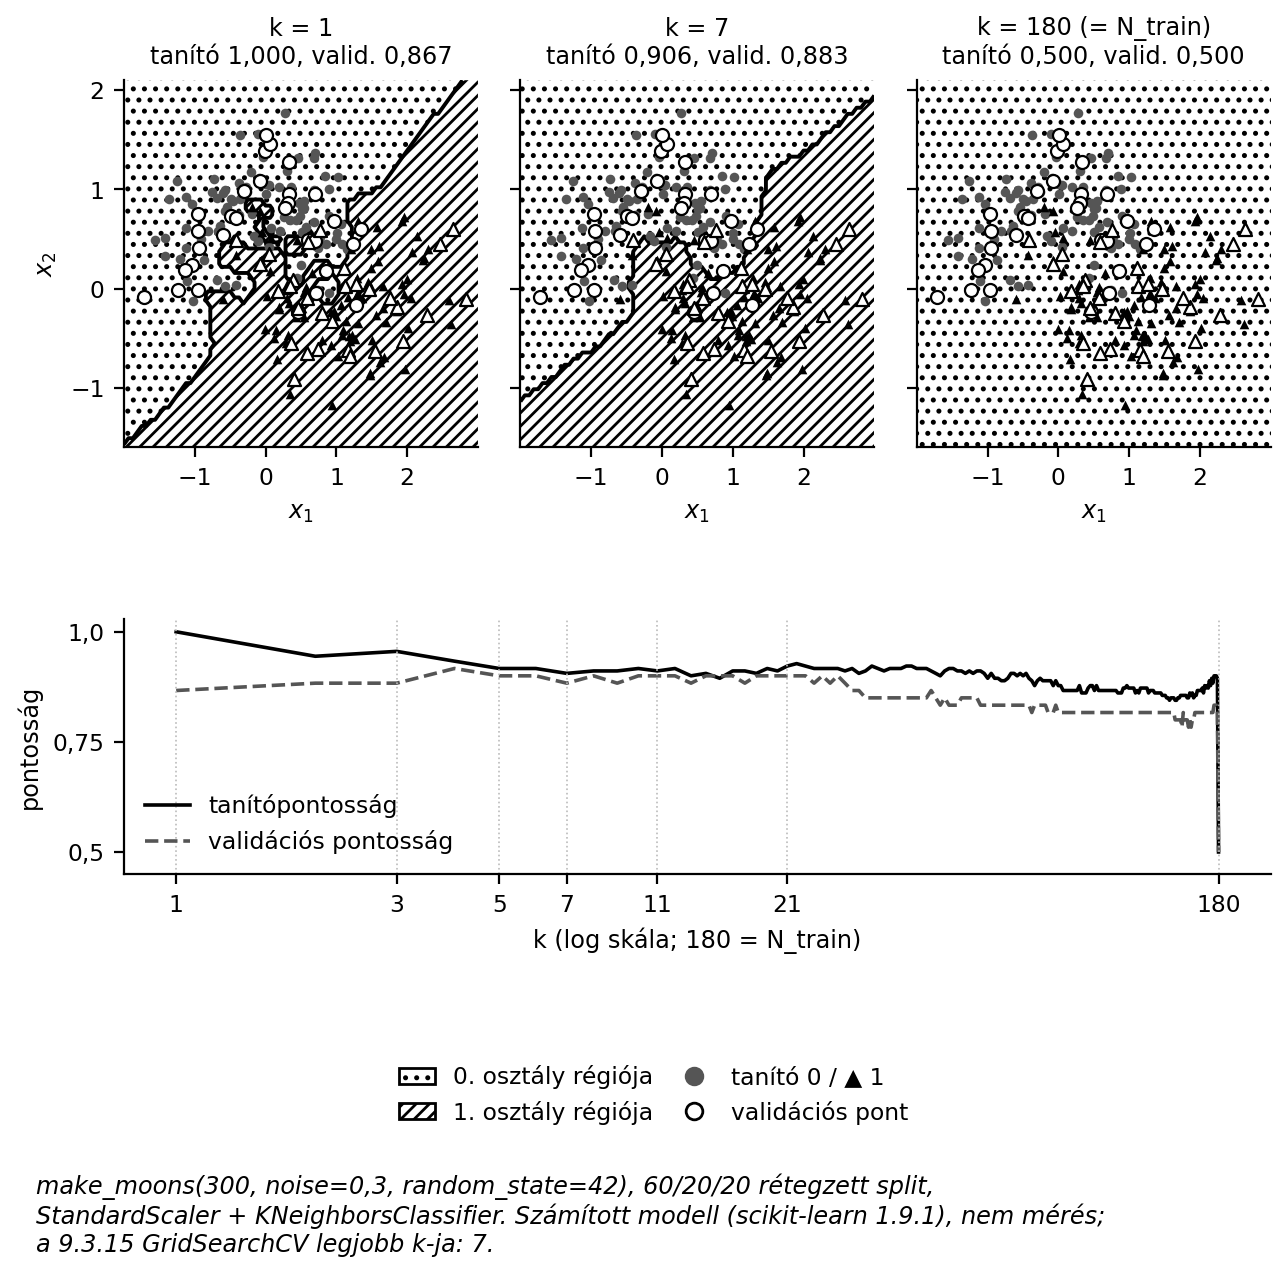 k = 1
tanító 1,000, valid. 0,867
k = 7
tanító 0,906, valid. 0,883
k = 180 (= N_train)
tanító 0,500, valid. 0,500
x₂
2
1
0
−1
−1 0 1 2
−1 0 1 2
−1 0 1 2
x₁
x₁
x₁
pontosság
1,0
0,75
0,5
tanítópontosság
validációs pontosság
1 3 5 7 11 21 180
k (log skála; 180 = N_train)
0. osztály régiója
1. osztály régiója
tanító 0 / ▲ 1
validációs pont
make_moons(300, noise=0,3, random_state=42), 60/20/20 rétegzett split,
StandardScaler + KNeighborsClassifier. Számított modell (scikit-learn 1.9.1), nem mérés;
a 9.3.15 GridSearchCV legjobb k-ja: 7.